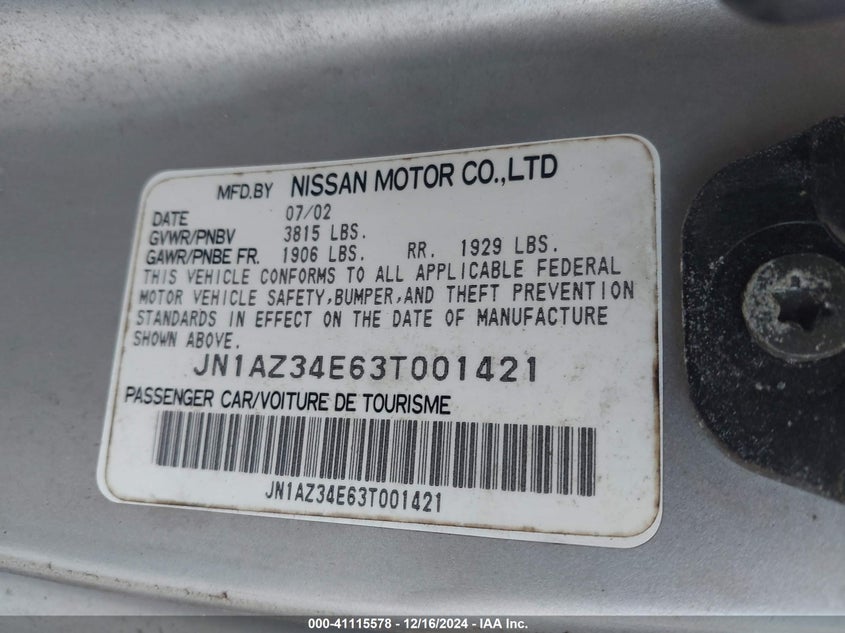 MFD.BY NISSAN MOTOR CO.,LTD
DATE 07/02
GVWR/PNBV 3815 LBS.
GAWR/PNBE FR. 1906 LBS. RR. 1929 LBS.
THIS VEHICLE CONFORMS TO ALL APPLICABLE FEDERAL
MOTOR VEHICLE SAFETY,BUMPER,AND THEFT PREVENTION
STANDARDS IN EFFECT ON THE DATE OF MANUFACTURE
SHOWN ABOVE.
JN1AZ34E63T001421
PASSENGER CAR/VOITURE DE TOURISME
JN1AZ34E63T001421
000-41115578 - 12/16/2024 - IAA Inc.